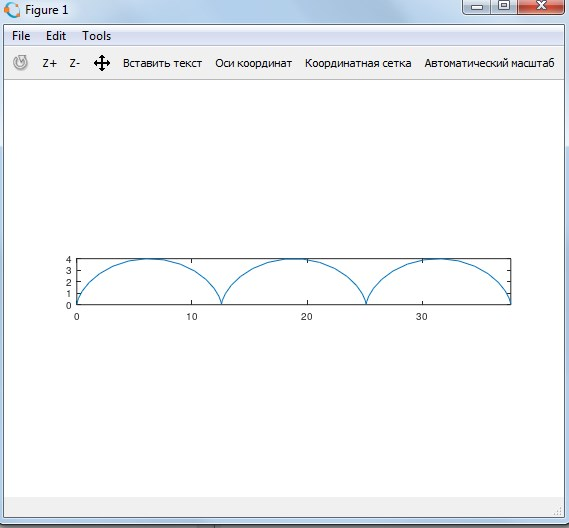 Figure 1
File Edit Tools
Z+ Z- Вставить текст Оси координат Координатная сетка Автоматический масштаб
4
3
2
1
0
0 10 20 30